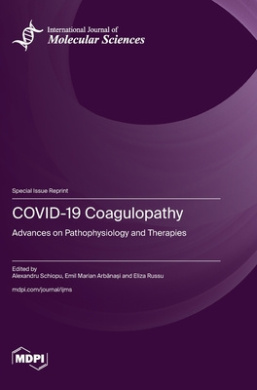 International Journal of
Molecular Sciences
Special Issue Reprint
COVID-19 Coagulopathy
Advances on Pathophysiology and Therapies
Edited by
Alexandru Schiopu, Emil Marian Arbănași and Eliza Russu
mdpi.com/journal/ijms
MDPI